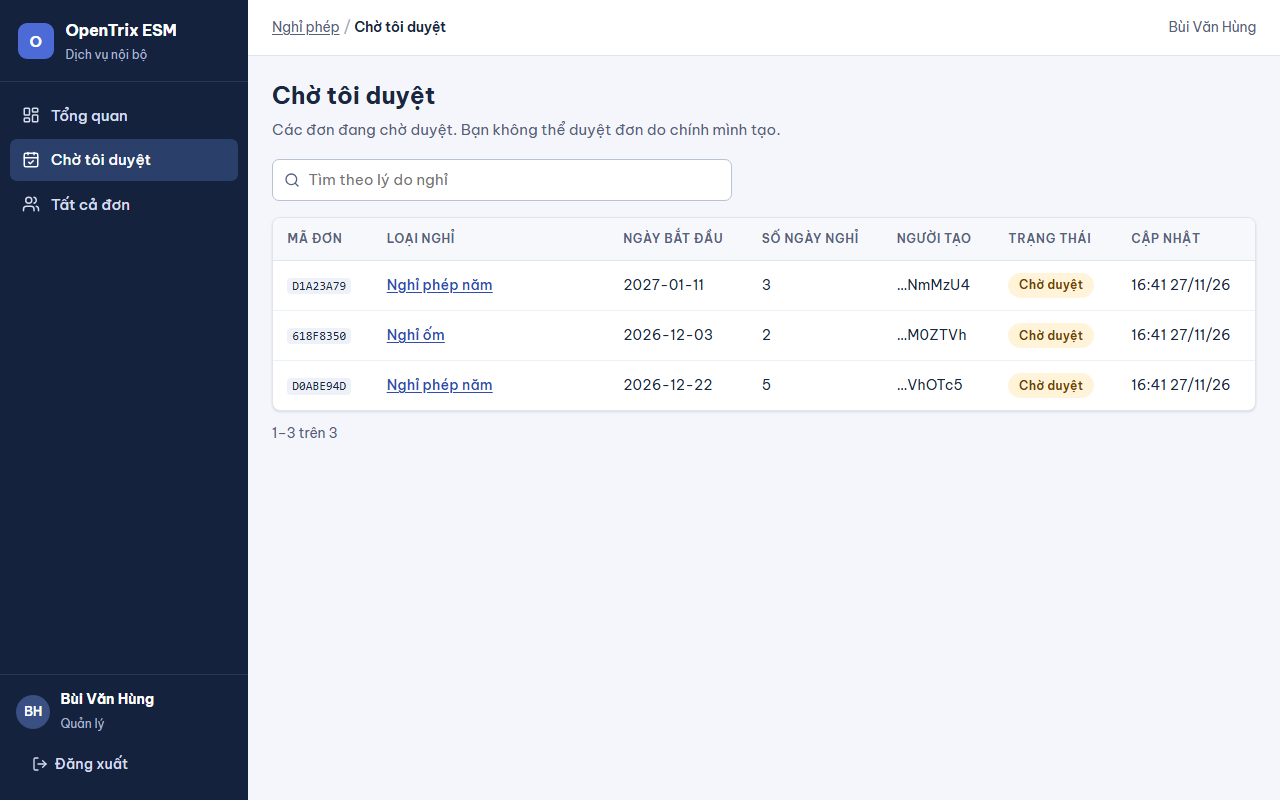 O
OpenTrix ESM
Dịch vụ nội bộ
Tổng quan
Chờ tôi duyệt
Tất cả đơn
BH
Bùi Văn Hùng
Quản lý
Đăng xuất
Nghỉ phép / Chờ tôi duyệt
Bùi Văn Hùng
Chờ tôi duyệt
Các đơn đang chờ duyệt. Bạn không thể duyệt đơn do chính mình tạo.
Tìm theo lý do nghỉ
MÃ ĐƠN LOẠI NGHỈ NGÀY BẮT ĐẦU SỐ NGÀY NGHỈ NGƯỜI TẠO TRẠNG THÁI CẬP NHẬT
D1A23A79 Nghỉ phép năm 2027-01-11 3 …NmMzU4 Chờ duyệt 16:41 27/11/26
618F8350 Nghỉ ốm 2026-12-03 2 …M0ZTVh Chờ duyệt 16:41 27/11/26
D0ABE94D Nghỉ phép năm 2026-12-22 5 …VhOTc5 Chờ duyệt 16:41 27/11/26
1–3 trên 3